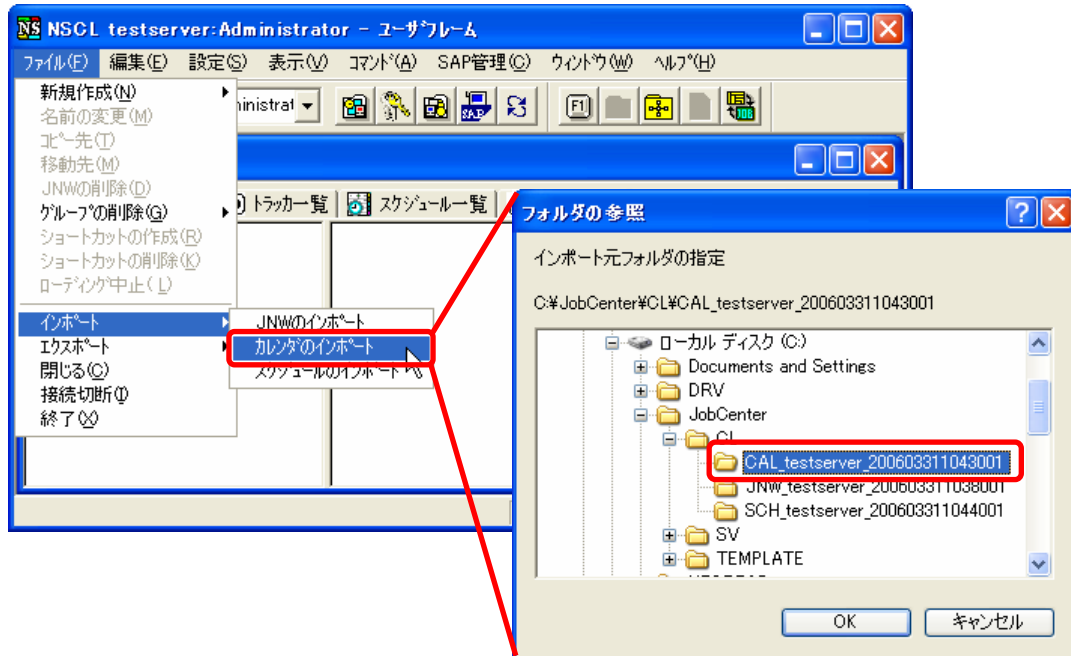 NS NSCL testserver:Administrator - ユーザフレーム
ファイル(F) 編集(E) 設定(S) 表示(V) コマンド(A) SAP管理(C) ウィンドウ(W) ヘルプ(H)
新規作成(N)
名前の変更(M)
コピー先(T)
移動先(M)
JNWの削除(D)
グループの削除(G)
ショートカットの作成(R)
ショートカットの削除(K)
ローディング中止(L)
インポート
エクスポート
閉じる(C)
接続切断(I)
終了(X)
SAP
F1
JOB
トラッカ一覧
スケジュール一覧
JNWのインポート
カレンダのインポート
スケジュールのインポート
フォルダの参照
インポート元フォルダの指定
C:¥JobCenter¥CL¥CAL_testserver_200603311043001
ローカル ディスク (C:)
Documents and Settings
DRV
JobCenter
CL
CAL_testserver_200603311043001
JNW_testserver_200603311038001
SCH_testserver_200603311044001
SV
TEMPLATE
OK
キャンセル